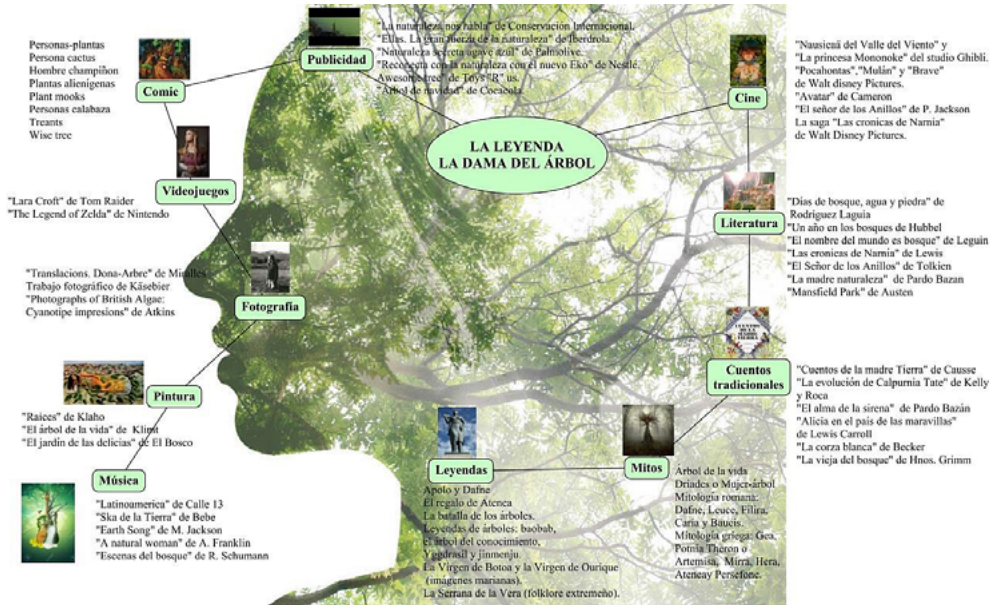 LA LEYENDA
LA DAMA DEL ÁRBOL
Publicidad
"La naturaleza nos habla" de Conservación Internacional.
"Ellas. La gran fuerza de la naturaleza" de Iberdrola.
"Naturaleza secreta agave azul" de Palmolive.
"Reconecta con la naturaleza con el nuevo Eko" de Nestlé.
Awesome tree" de Toys "R" us.
"Árbol de navidad" de Cocacola.
Comic
Personas-plantas
Persona cactus
Hombre champiñon
Plantas alienigenas
Plant mooks
Personas calabaza
Treants
Wise tree
Videojuegos
"Lara Croft" de Tom Raider
"The Legend of Zelda" de Nintendo
Fotografía
"Translacions. Dona-Arbre" de Miralles
Trabajo fotográfico de Käsebier
"Photographs of British Algae:
Cyanotipe impresions" de Atkins
Pintura
"Raices" de Klaho
"El árbol de la vida" de Klimt
"El jardín de las delicias" de El Bosco
Música
"Latinoamerica" de Calle 13
"Ska de la Tierra" de Bebe
"Earth Song" de M. Jackson
"A natural woman" de A. Franklin
"Escenas del bosque" de R. Schumann
Cine
"Nausicaä del Valle del Viento" y
"La princesa Mononoke" del studio Ghibli.
"Pocahontas","Mulán" y "Brave"
de Walt disney Pictures.
"Avatar" de Cameron
"El señor de los Anillos" de P. Jackson
La saga "Las cronicas de Narnia"
de Walt Disney Pictures.
Literatura
"Dias de bosque, agua y piedra" de
Rodriguez Laguia
"Un año en los bosques de Hubbel
"El nombre del mundo es bosque" de Leguin
"Las cronicas de Narnia" de Lewis
"El Señor de los Anillos" de Tolkien
"La madre naturaleza" de Pardo Bazan
"Mansfield Park" de Austen
CUENTOS
DE LA
MADRE
TIERRA
Cuentos
tradicionales
"Cuentos de la madre Tierra" de Causse
"La evolución de Calpurnia Tate" de Kelly
y Roca
"El alma de la sirena" de Pardo Bazán
"Alicia en el país de las maravillas"
de Lewis Carroll
"La corza blanca" de Becker
"La vieja del bosque" de Hnos. Grimm
Mitos
Arbol de la vida
Driades o Mujer-árbol
Mitología romana:
Dafne, Leuce, Filira,
Caria y Baucis.
Mitología griega: Gea,
Potnia Theron o
Artemisa, Mirra, Hera,
Ateneay Persefone.
Leyendas
Apolo y Dafne
El regalo de Atenea
La batalla de los árboles.
Leyendas de árboles: baobab,
el árbol del conocimiento,
Yggdrasil y jinmenju.
La Virgen de Botoa y la Virgen de Ourique
(imágenes marianas).
La Serrana de la Vera (folklore extremeño).